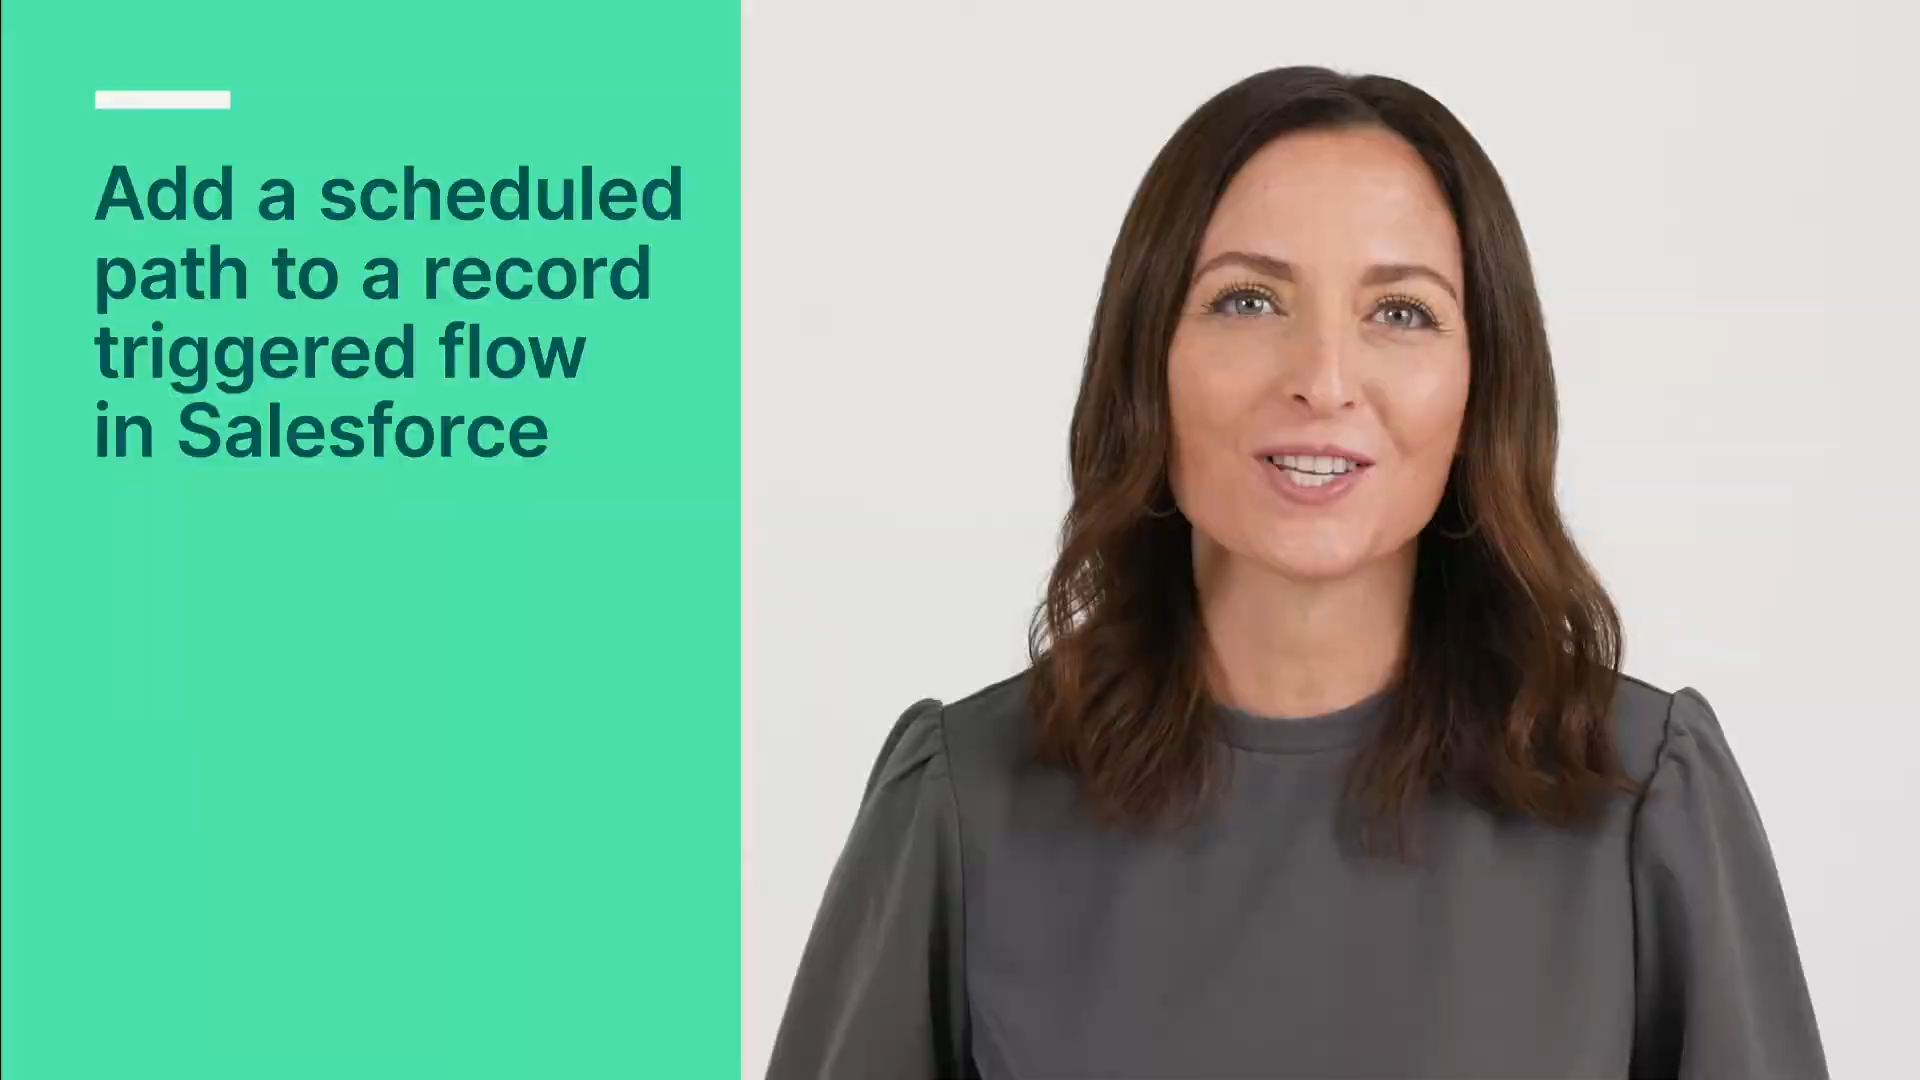 Add a scheduled
path to a record
triggered flow
in Salesforce